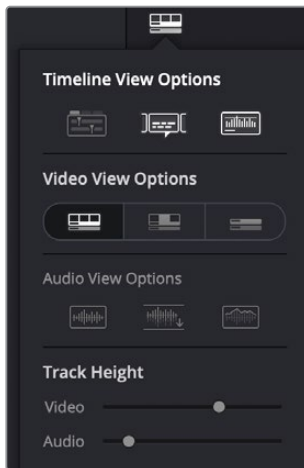 Timeline View Options
Video View Options
Audio View Options
Track Height
Video
Audio